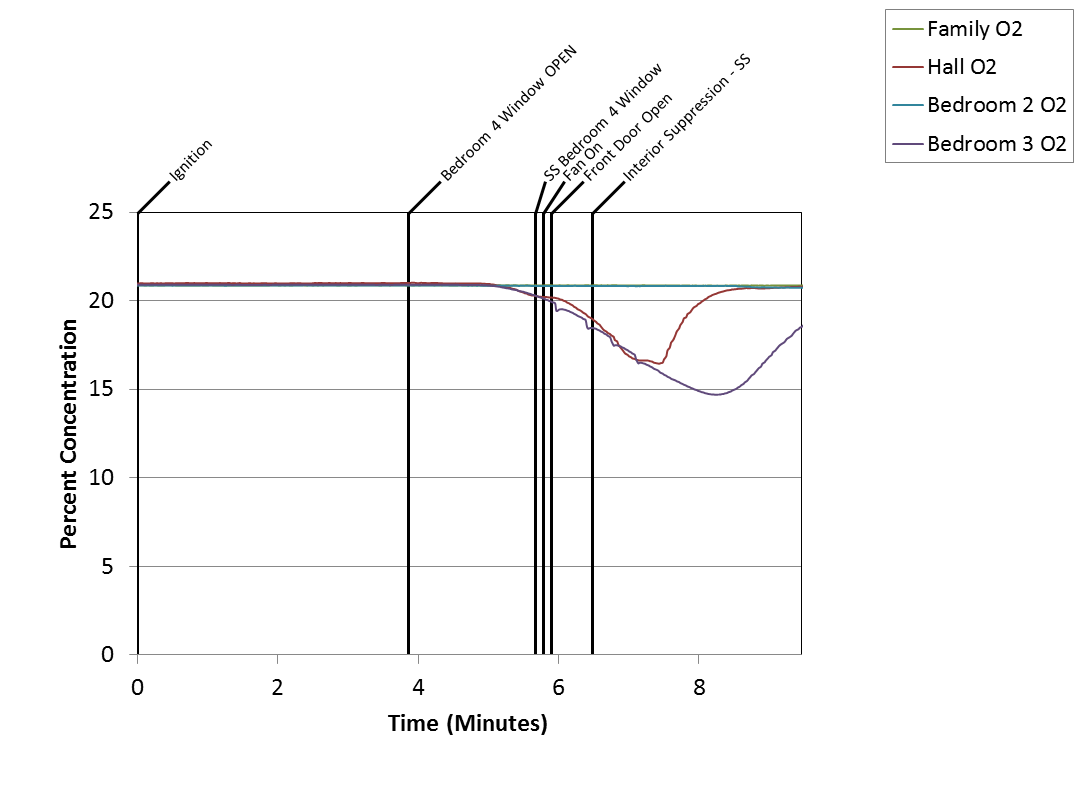 Family O2
Hall O2
Bedroom 2 O2
Bedroom 3 O2
Ignition
Bedroom 4 Window OPEN
SS Bedroom 4 Window
Fan On
Front Door Open
Interior Suppression - SS
25
20
15
10
5
0
Percent Concentration
0 2 4 6 8
Time (Minutes)